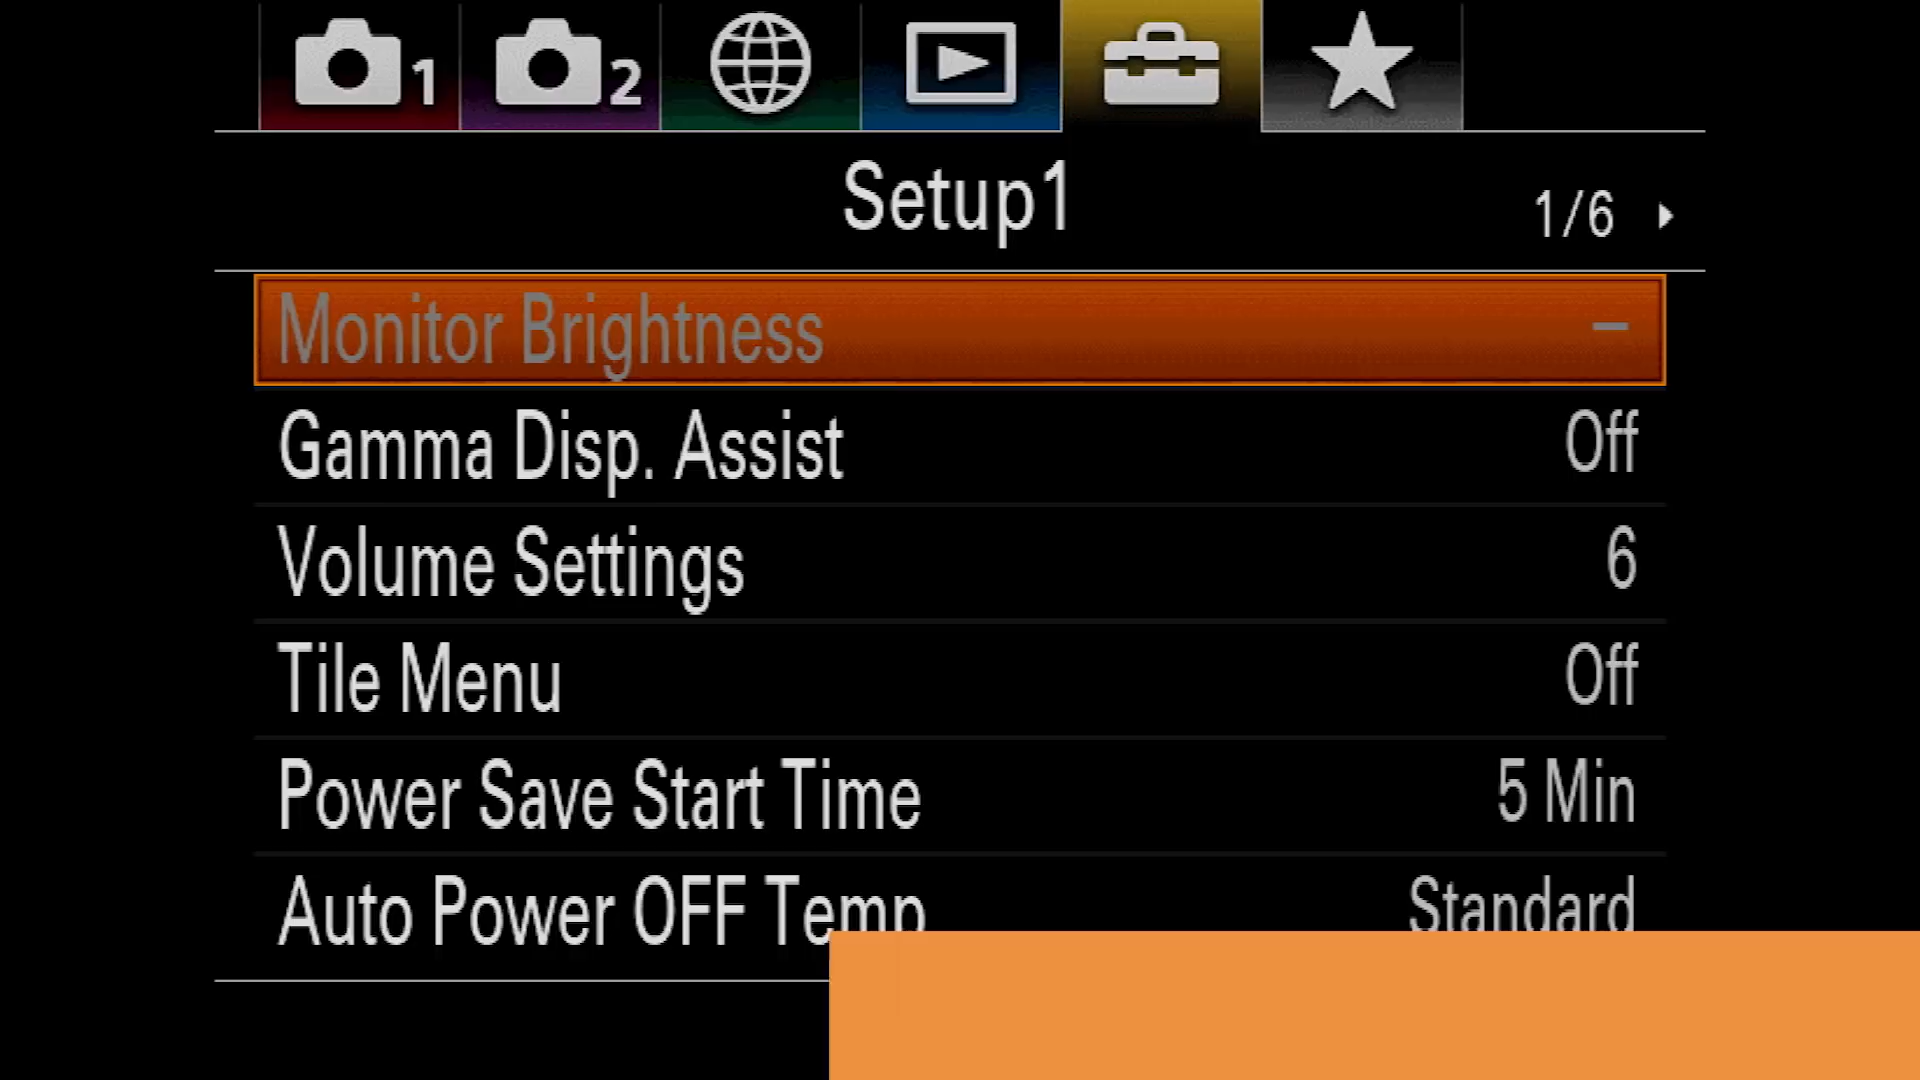 1 2
Setup1
1/6
Monitor Brightness –
Gamma Disp. Assist Off
Volume Settings 6
Tile Menu Off
Power Save Start Time 5 Min
Auto Power OFF Temp Standard